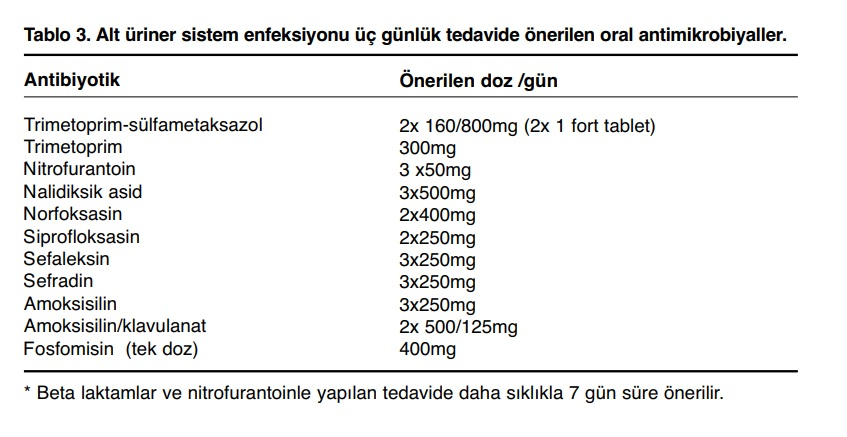 Tablo 3. Alt üriner sistem enfeksiyonu üç günlük tedavide önerilen oral antimikrobiyaller.
Antibiyotik Önerilen doz /gün
Trimetoprim-sülfametaksazol 2x 160/800mg (2x 1 fort tablet)
Trimetoprim 300mg
Nitrofurantoin 3 x50mg
Nalidiksik asid 3x500mg
Norfoksasin 2x400mg
Siprofloksasin 2x250mg
Sefaleksin 3x250mg
Sefradin 3x250mg
Amoksisilin 3x250mg
Amoksisilin/klavulanat 2x 500/125mg
Fosfomisin (tek doz) 400mg
* Beta laktamlar ve nitrofurantoinle yapılan tedavide daha sıklıkla 7 gün süre önerilir.